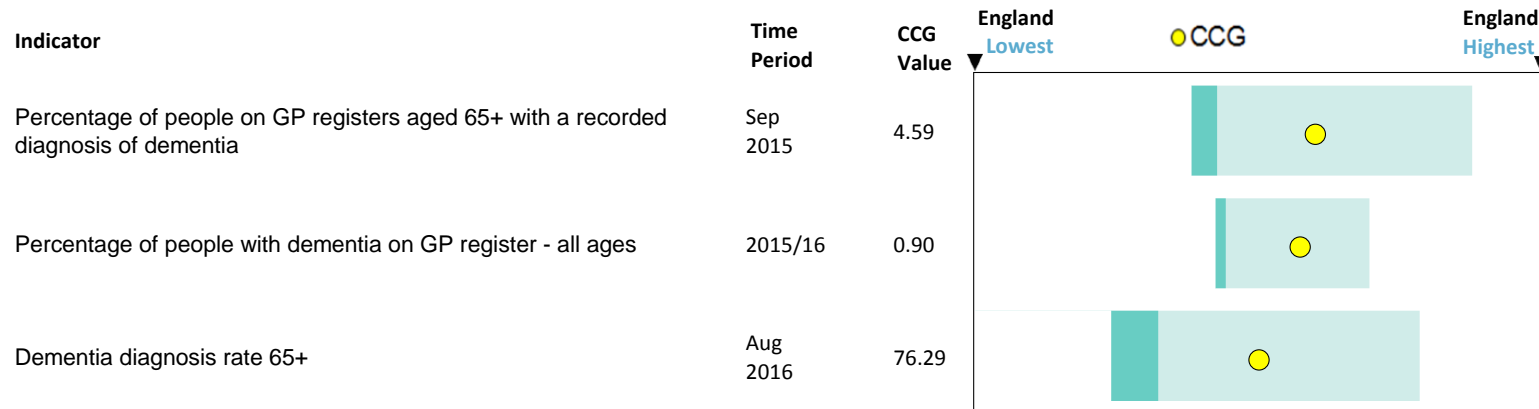 Indicator
Time
Period
CCG
Value
England
Lowest
CCG
England
Highest
Percentage of people on GP registers aged 65+ with a recorded
diagnosis of dementia
Sep
2015
4.59
Percentage of people with dementia on GP register - all ages
2015/16
0.90
Dementia diagnosis rate 65+
Aug
2016
76.29